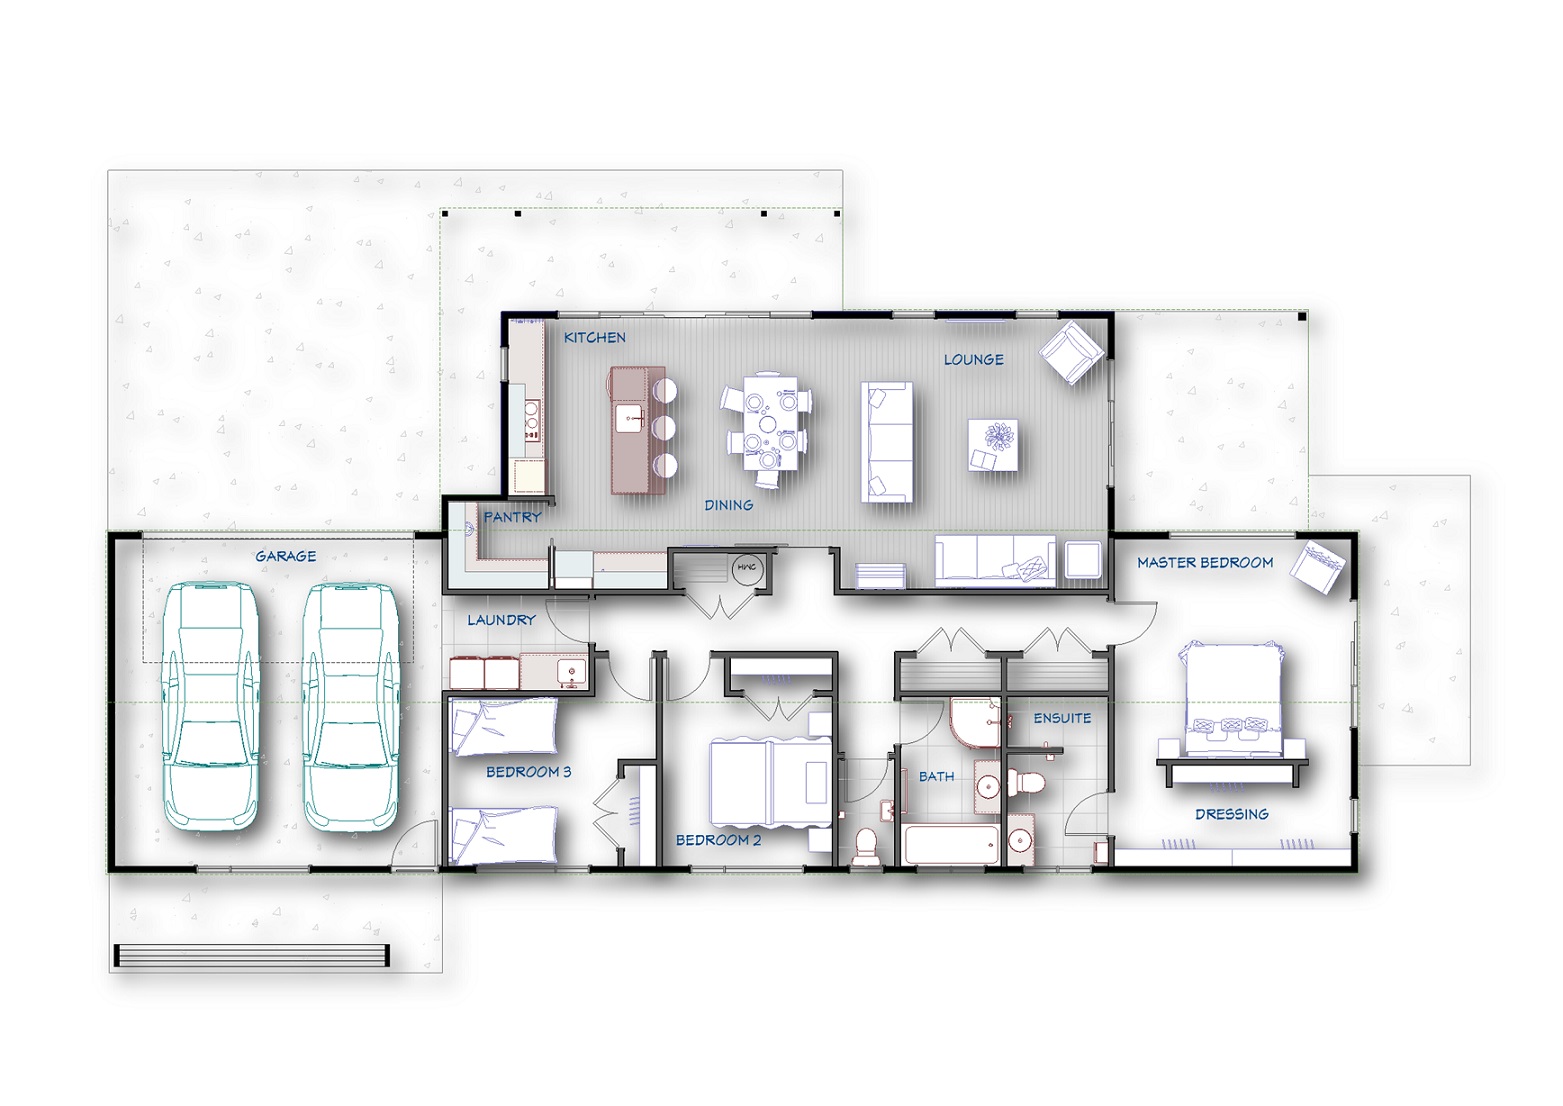 KITCHEN
LOUNGE
DINING
PANTRY
GARAGE
MASTER BEDROOM
HWC
LAUNDRY
ENSUITE
BEDROOM 3
BATH
DRESSING
BEDROOM 2